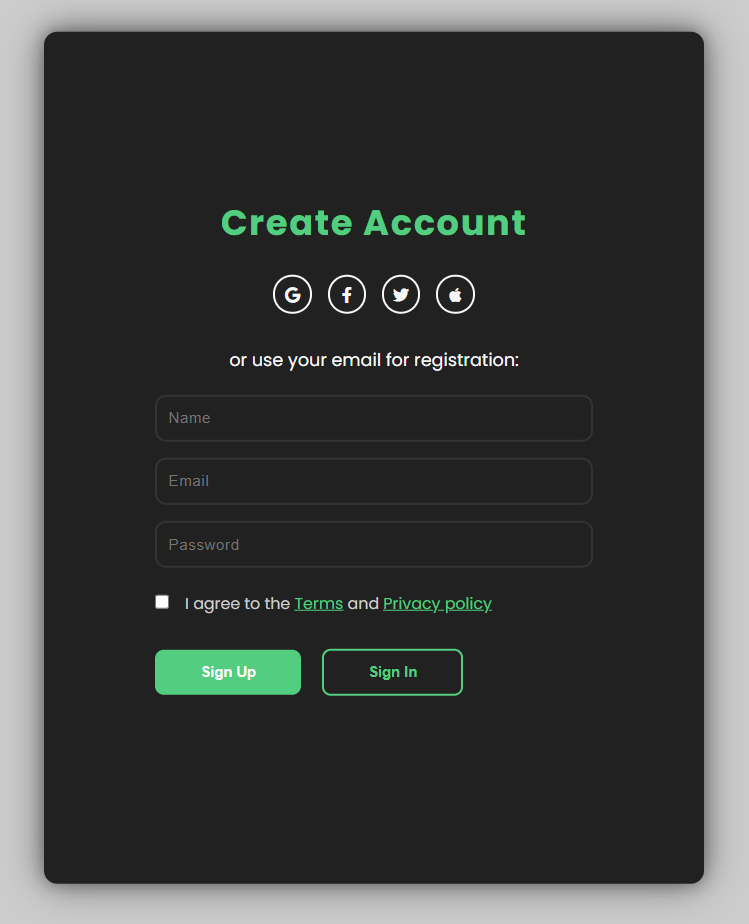 Create Account
or use your email for registration:
Name
Email
Password
I agree to the Terms and Privacy policy
Sign Up Sign In